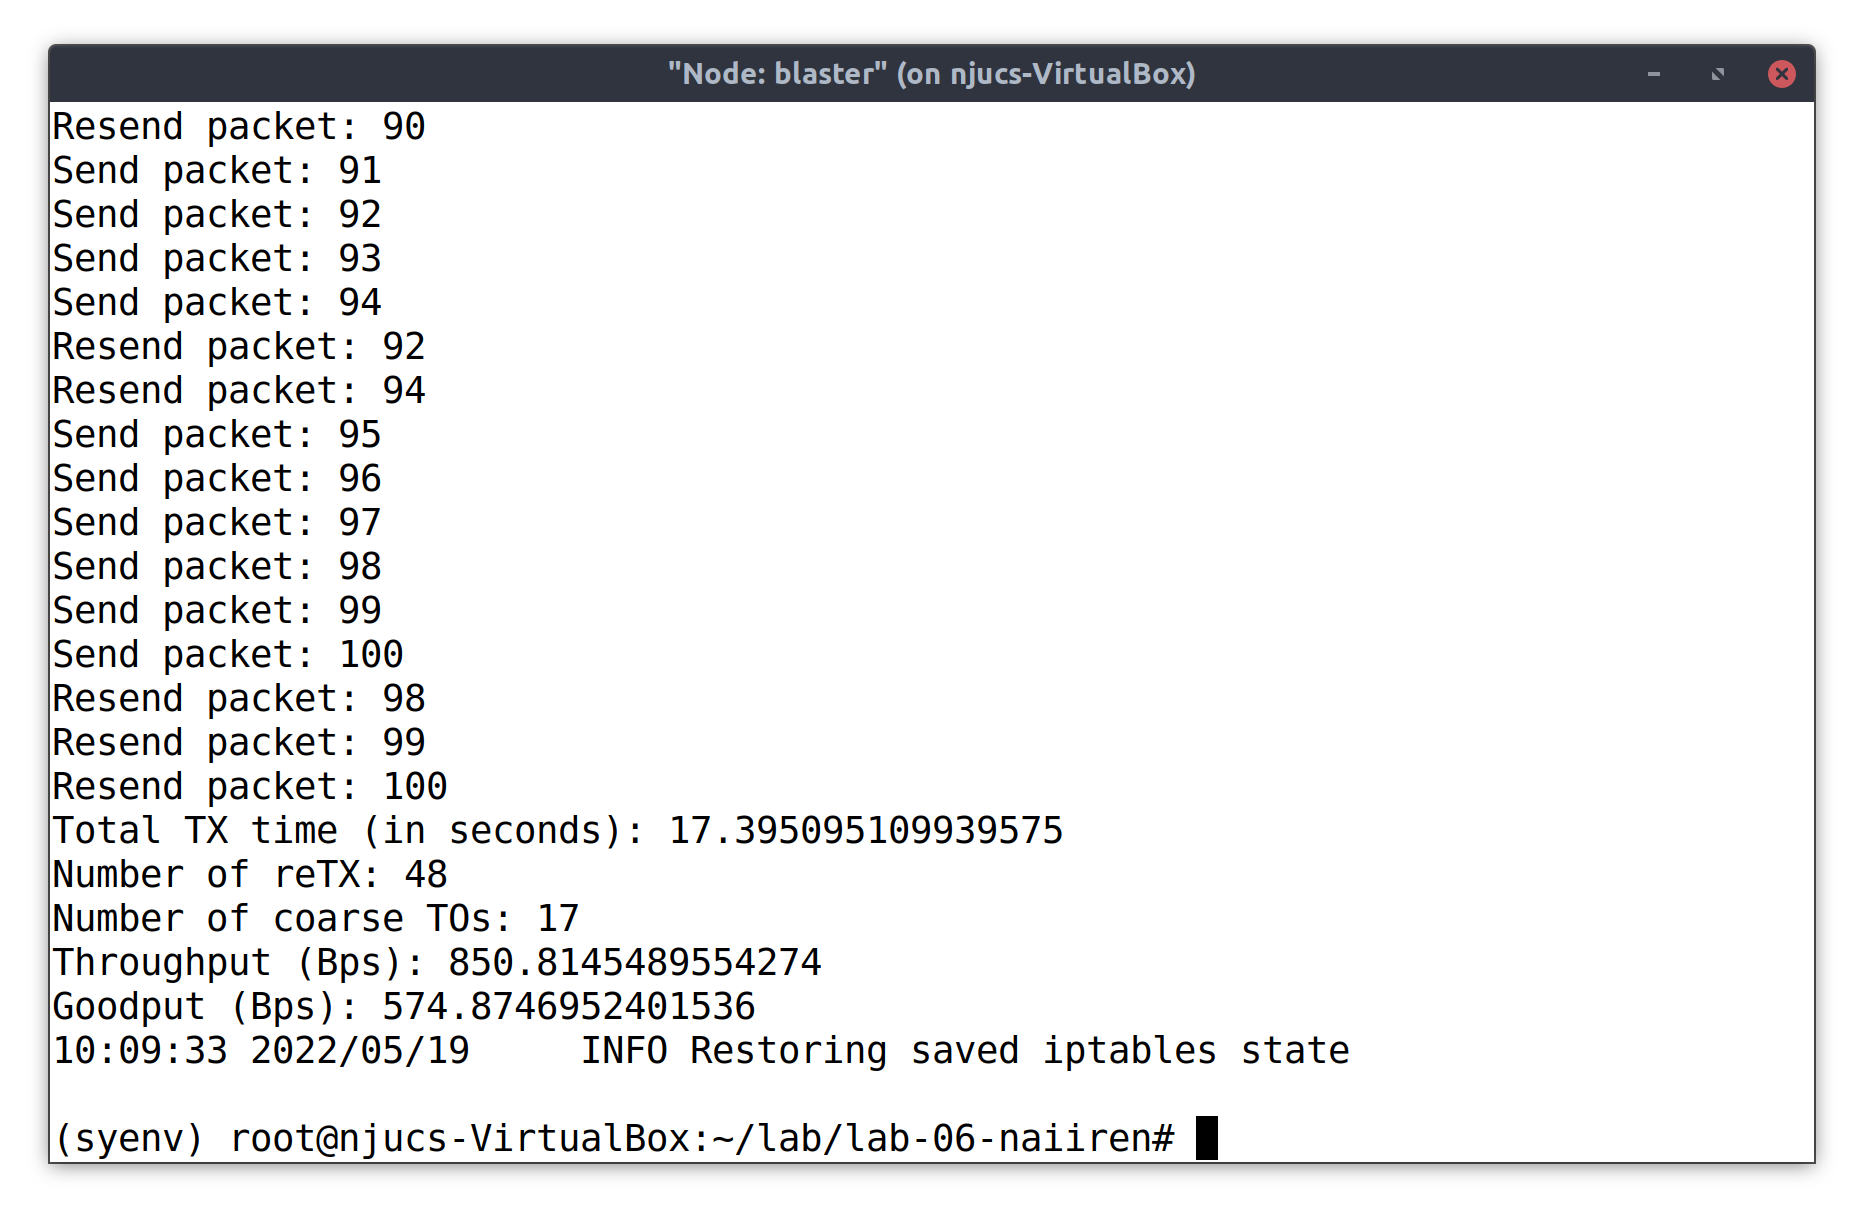 "Node: blaster" (on njucs-VirtualBox)
Resend packet: 90
Send packet: 91
Send packet: 92
Send packet: 93
Send packet: 94
Resend packet: 92
Resend packet: 94
Send packet: 95
Send packet: 96
Send packet: 97
Send packet: 98
Send packet: 99
Send packet: 100
Resend packet: 98
Resend packet: 99
Resend packet: 100
Total TX time (in seconds): 17.395095109939575
Number of reTX: 48
Number of coarse TOs: 17
Throughput (Bps): 850.8145489554274
Goodput (Bps): 574.8746952401536
10:09:33 2022/05/19     INFO Restoring saved iptables state
(syenv) root@njucs-VirtualBox:~/lab/lab-06-naiiren#